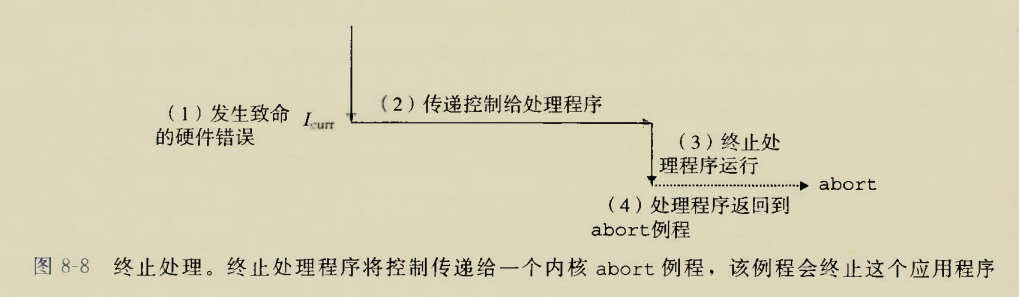 (1)发生致命
的硬件错误
Icurr
(2)传递控制给处理程序
(3)终止处
理程序运行
abort
(4)处理程序返回到
abort例程
图 8-8 终止处理。终止处理程序将控制传递给一个内核 abort 例程，该例程会终止这个应用程序